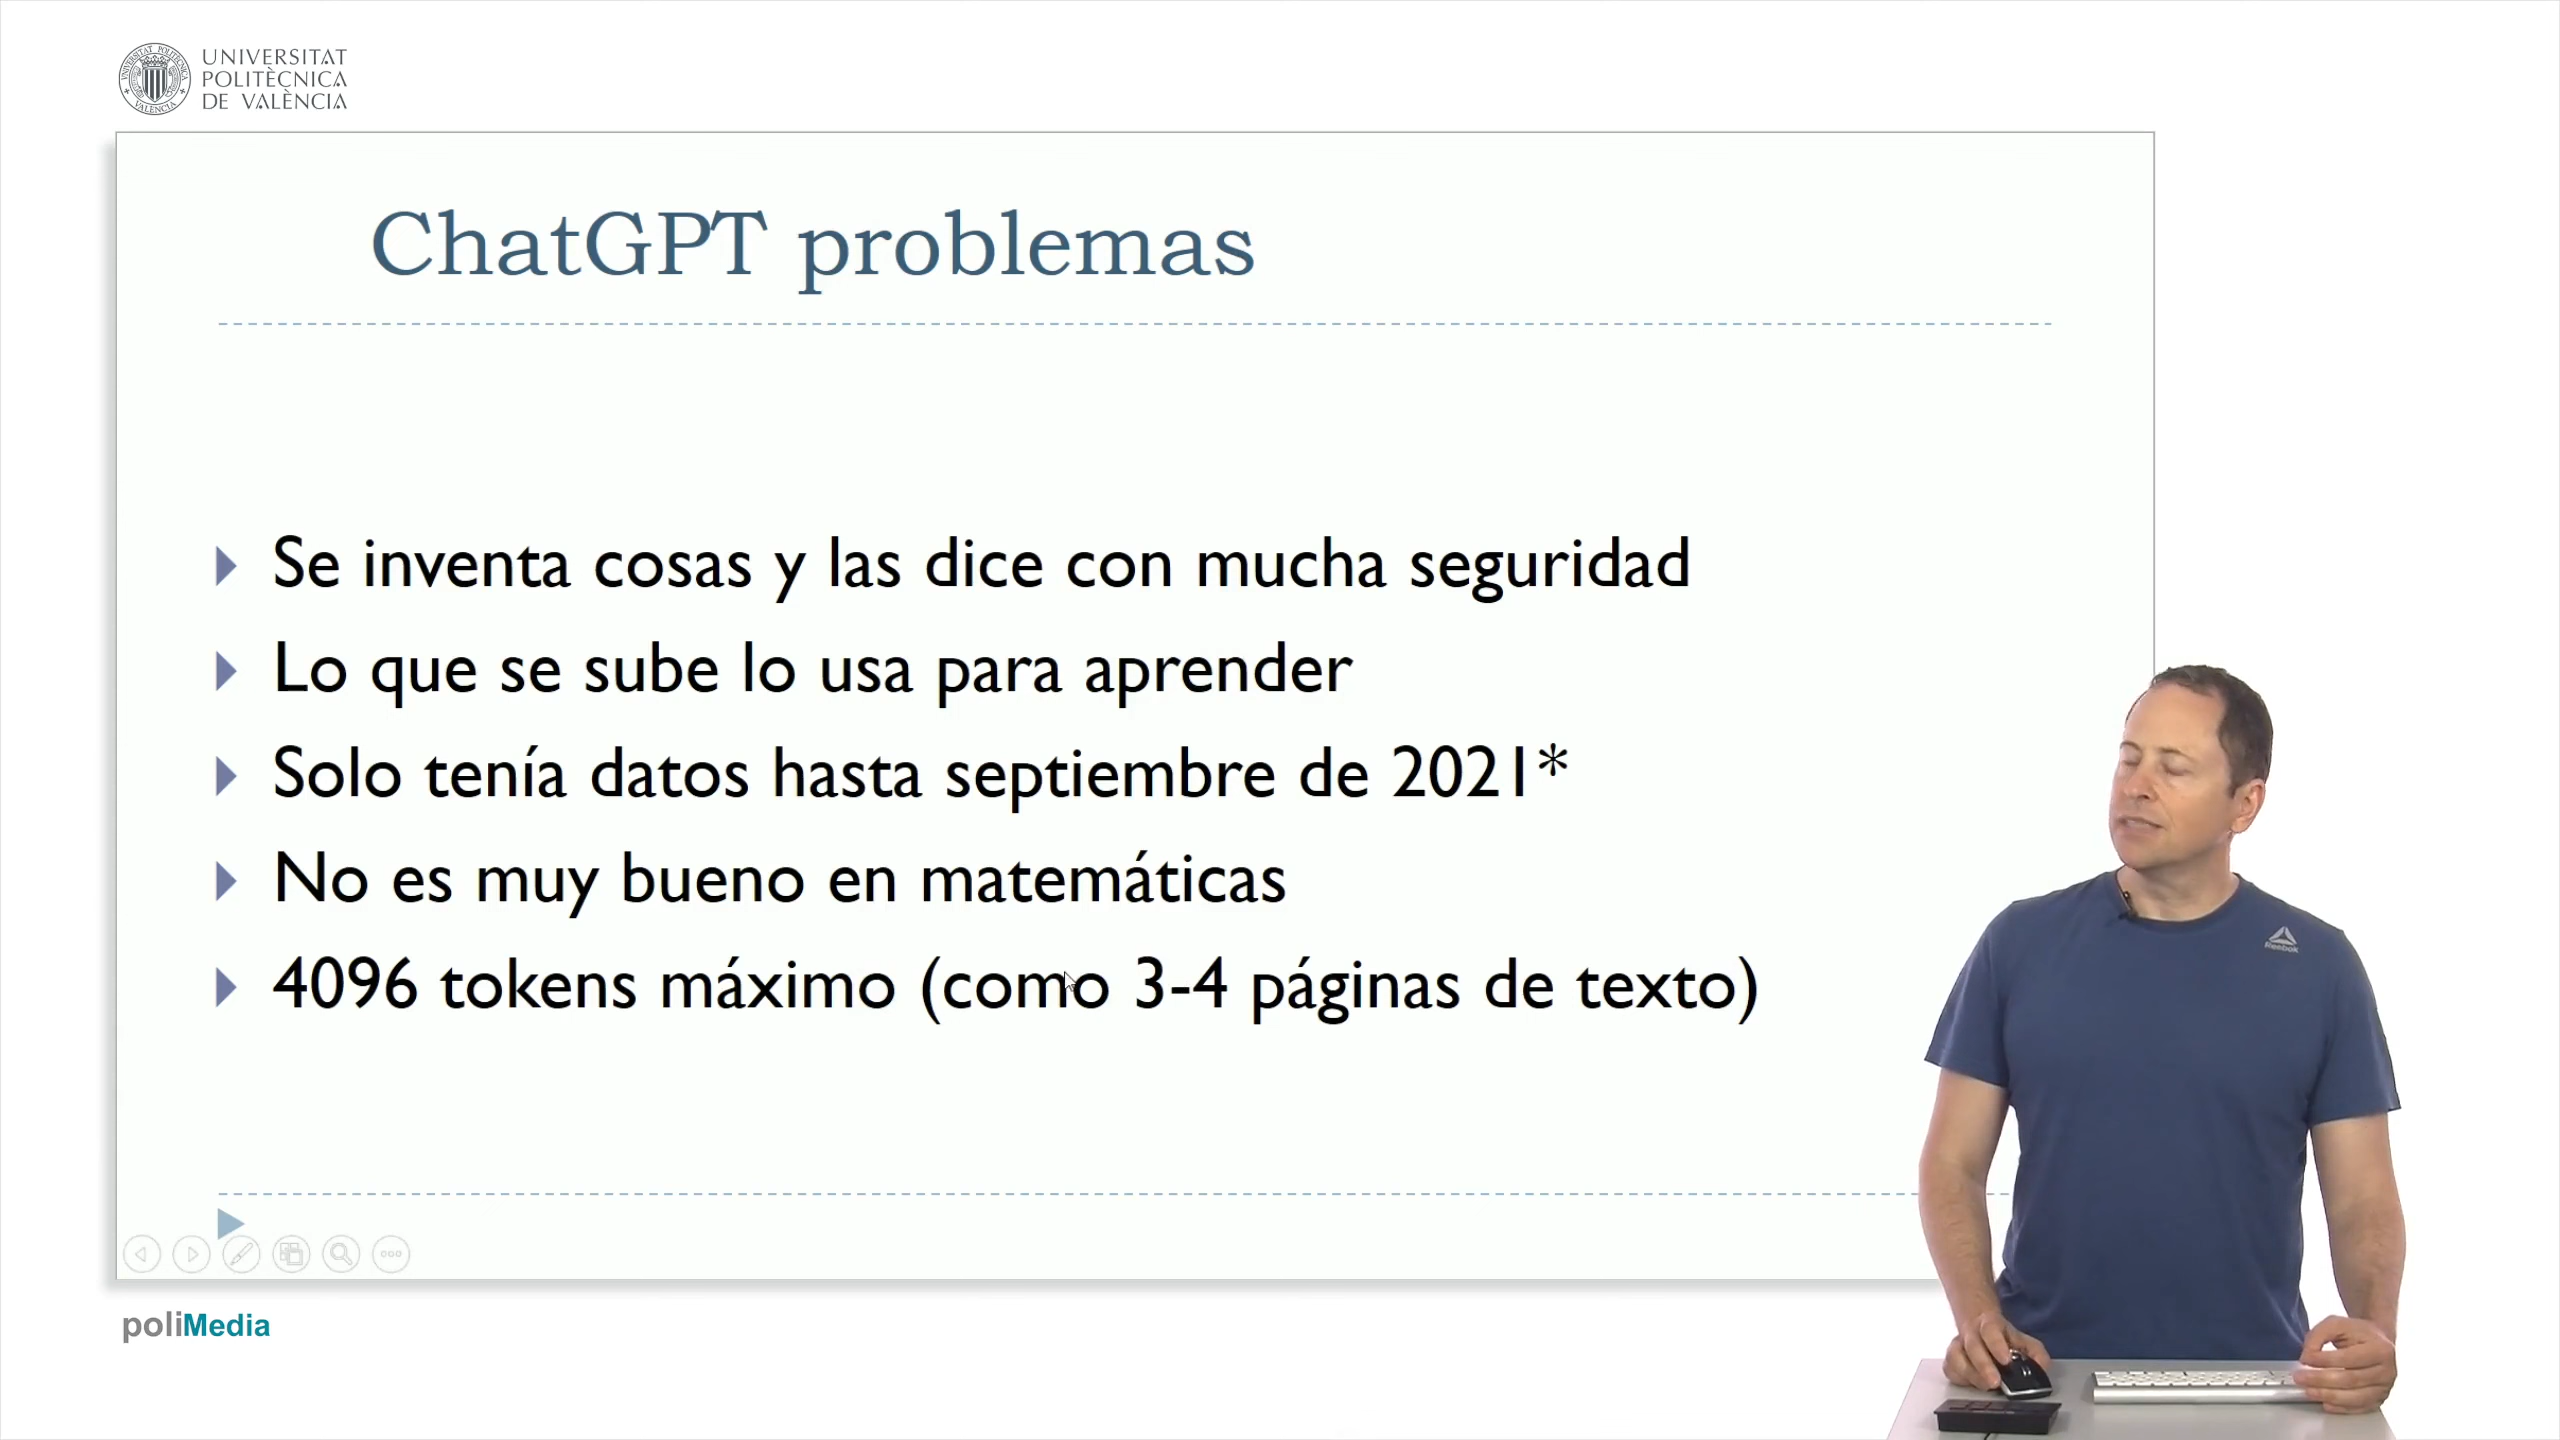 UNIVERSITAT
POLITÈCNICA
DE VALÈNCIA
ChatGPT problemas
Se inventa cosas y las dice con mucha seguridad
Lo que se sube lo usa para aprender
Solo tenía datos hasta septiembre de 2021*
No es muy bueno en matemáticas
4096 tokens máximo (como 3-4 páginas de texto)
Reebok
poliMedia